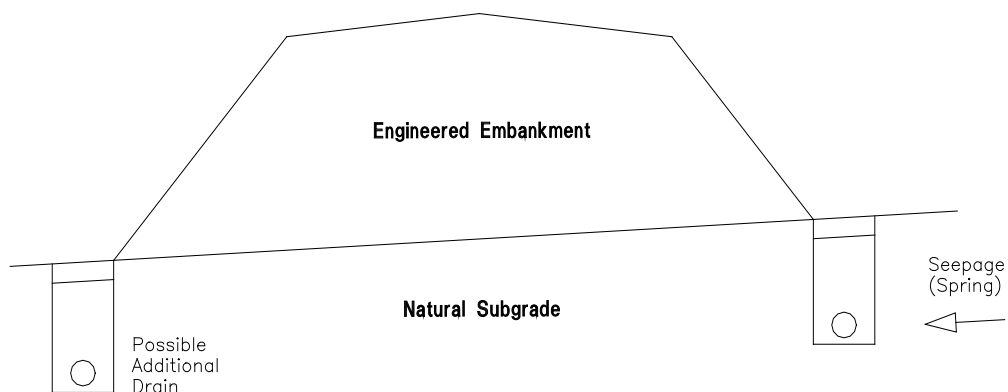 Engineered Embankment
Seepage
(Spring)
Natural Subgrade
Possible
Additional
Drain